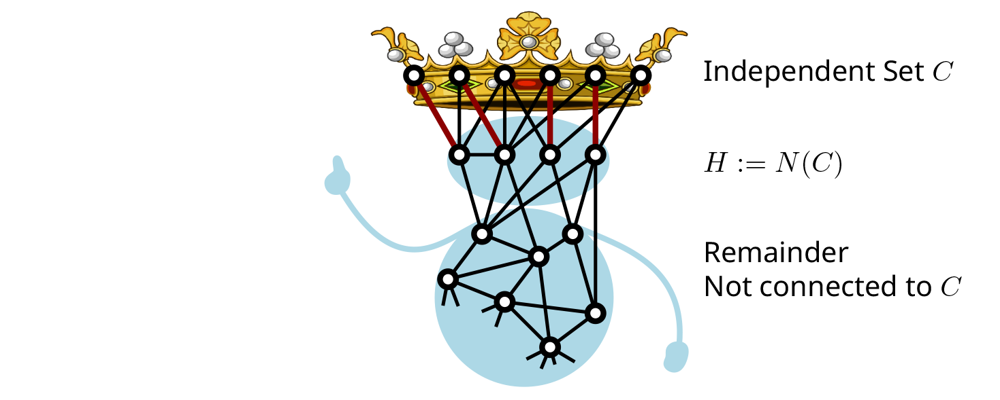 Independent Set C
H := N(C)
Remainder
Not connected to C